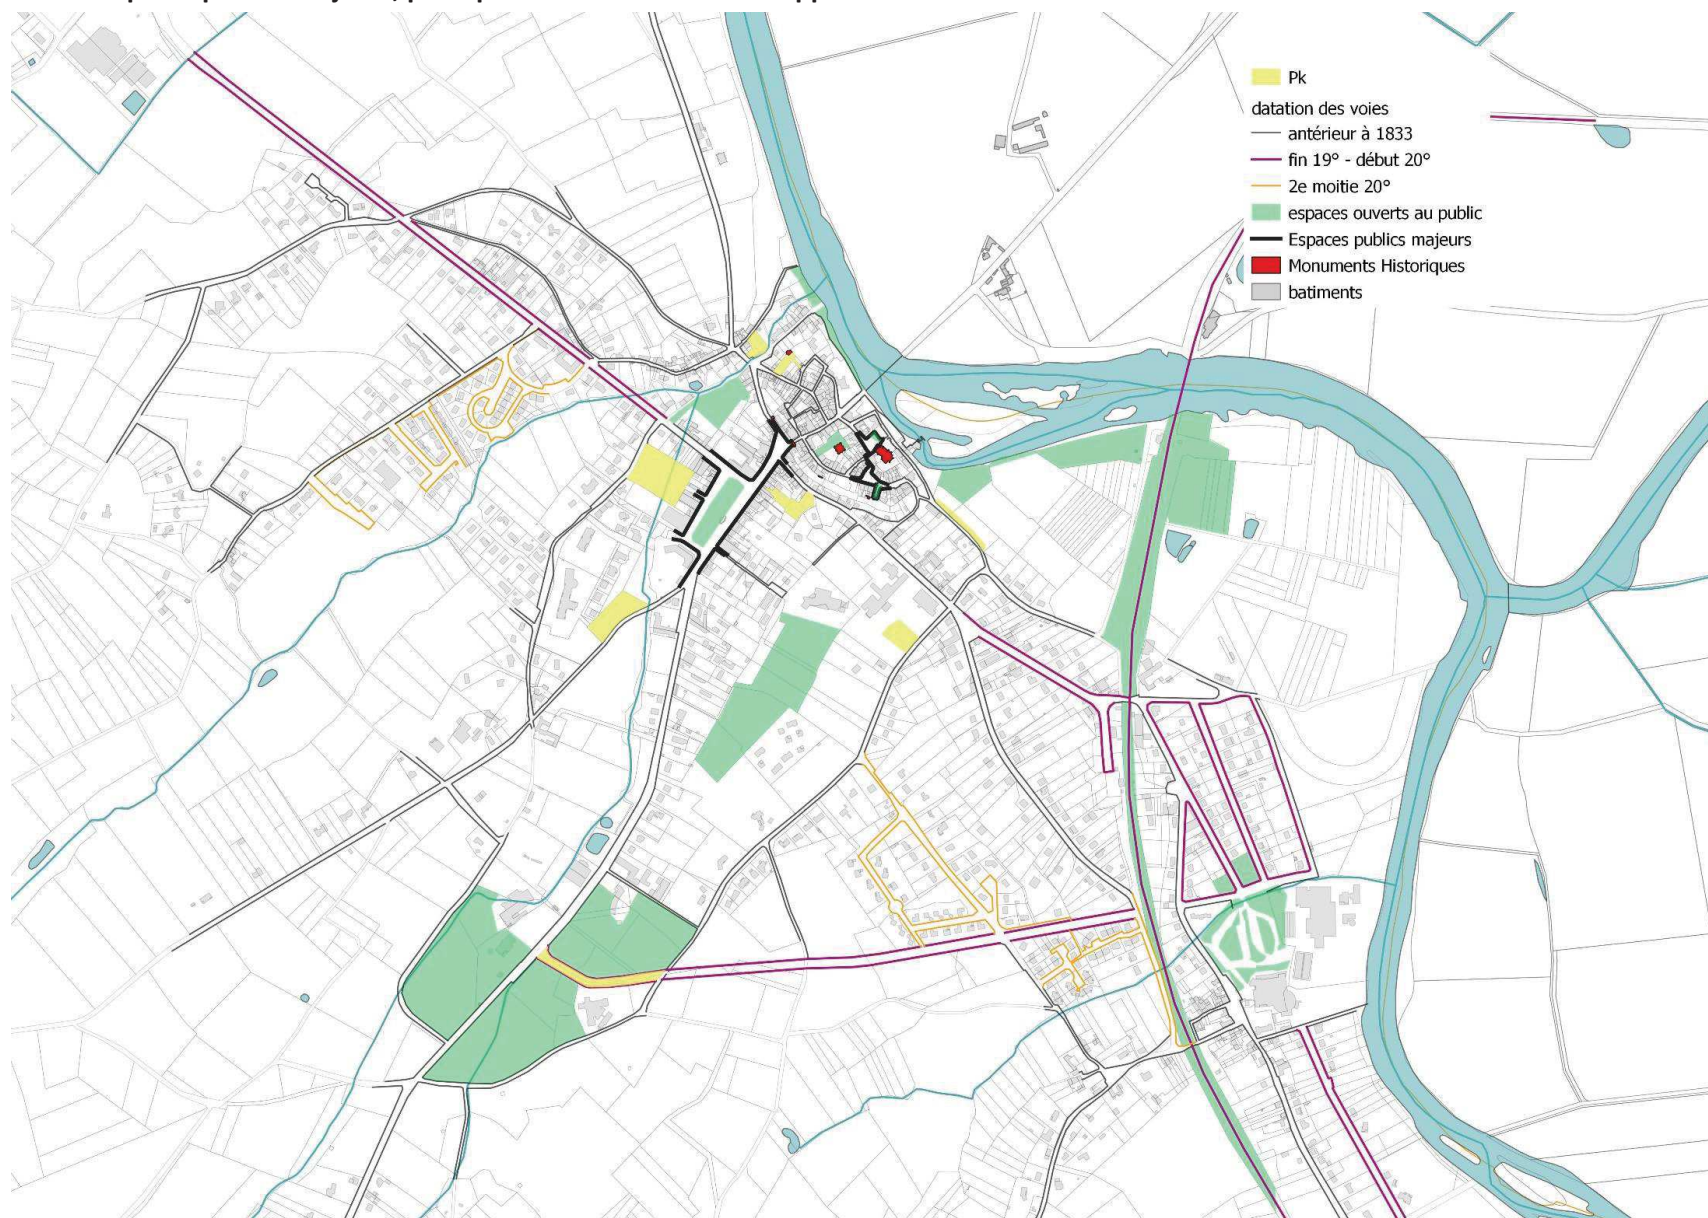 Pk
datation des voies
antérieur à 1833
fin 19° - début 20°
2e moitie 20°
espaces ouverts au public
Espaces publics majeurs
Monuments Historiques
batiments